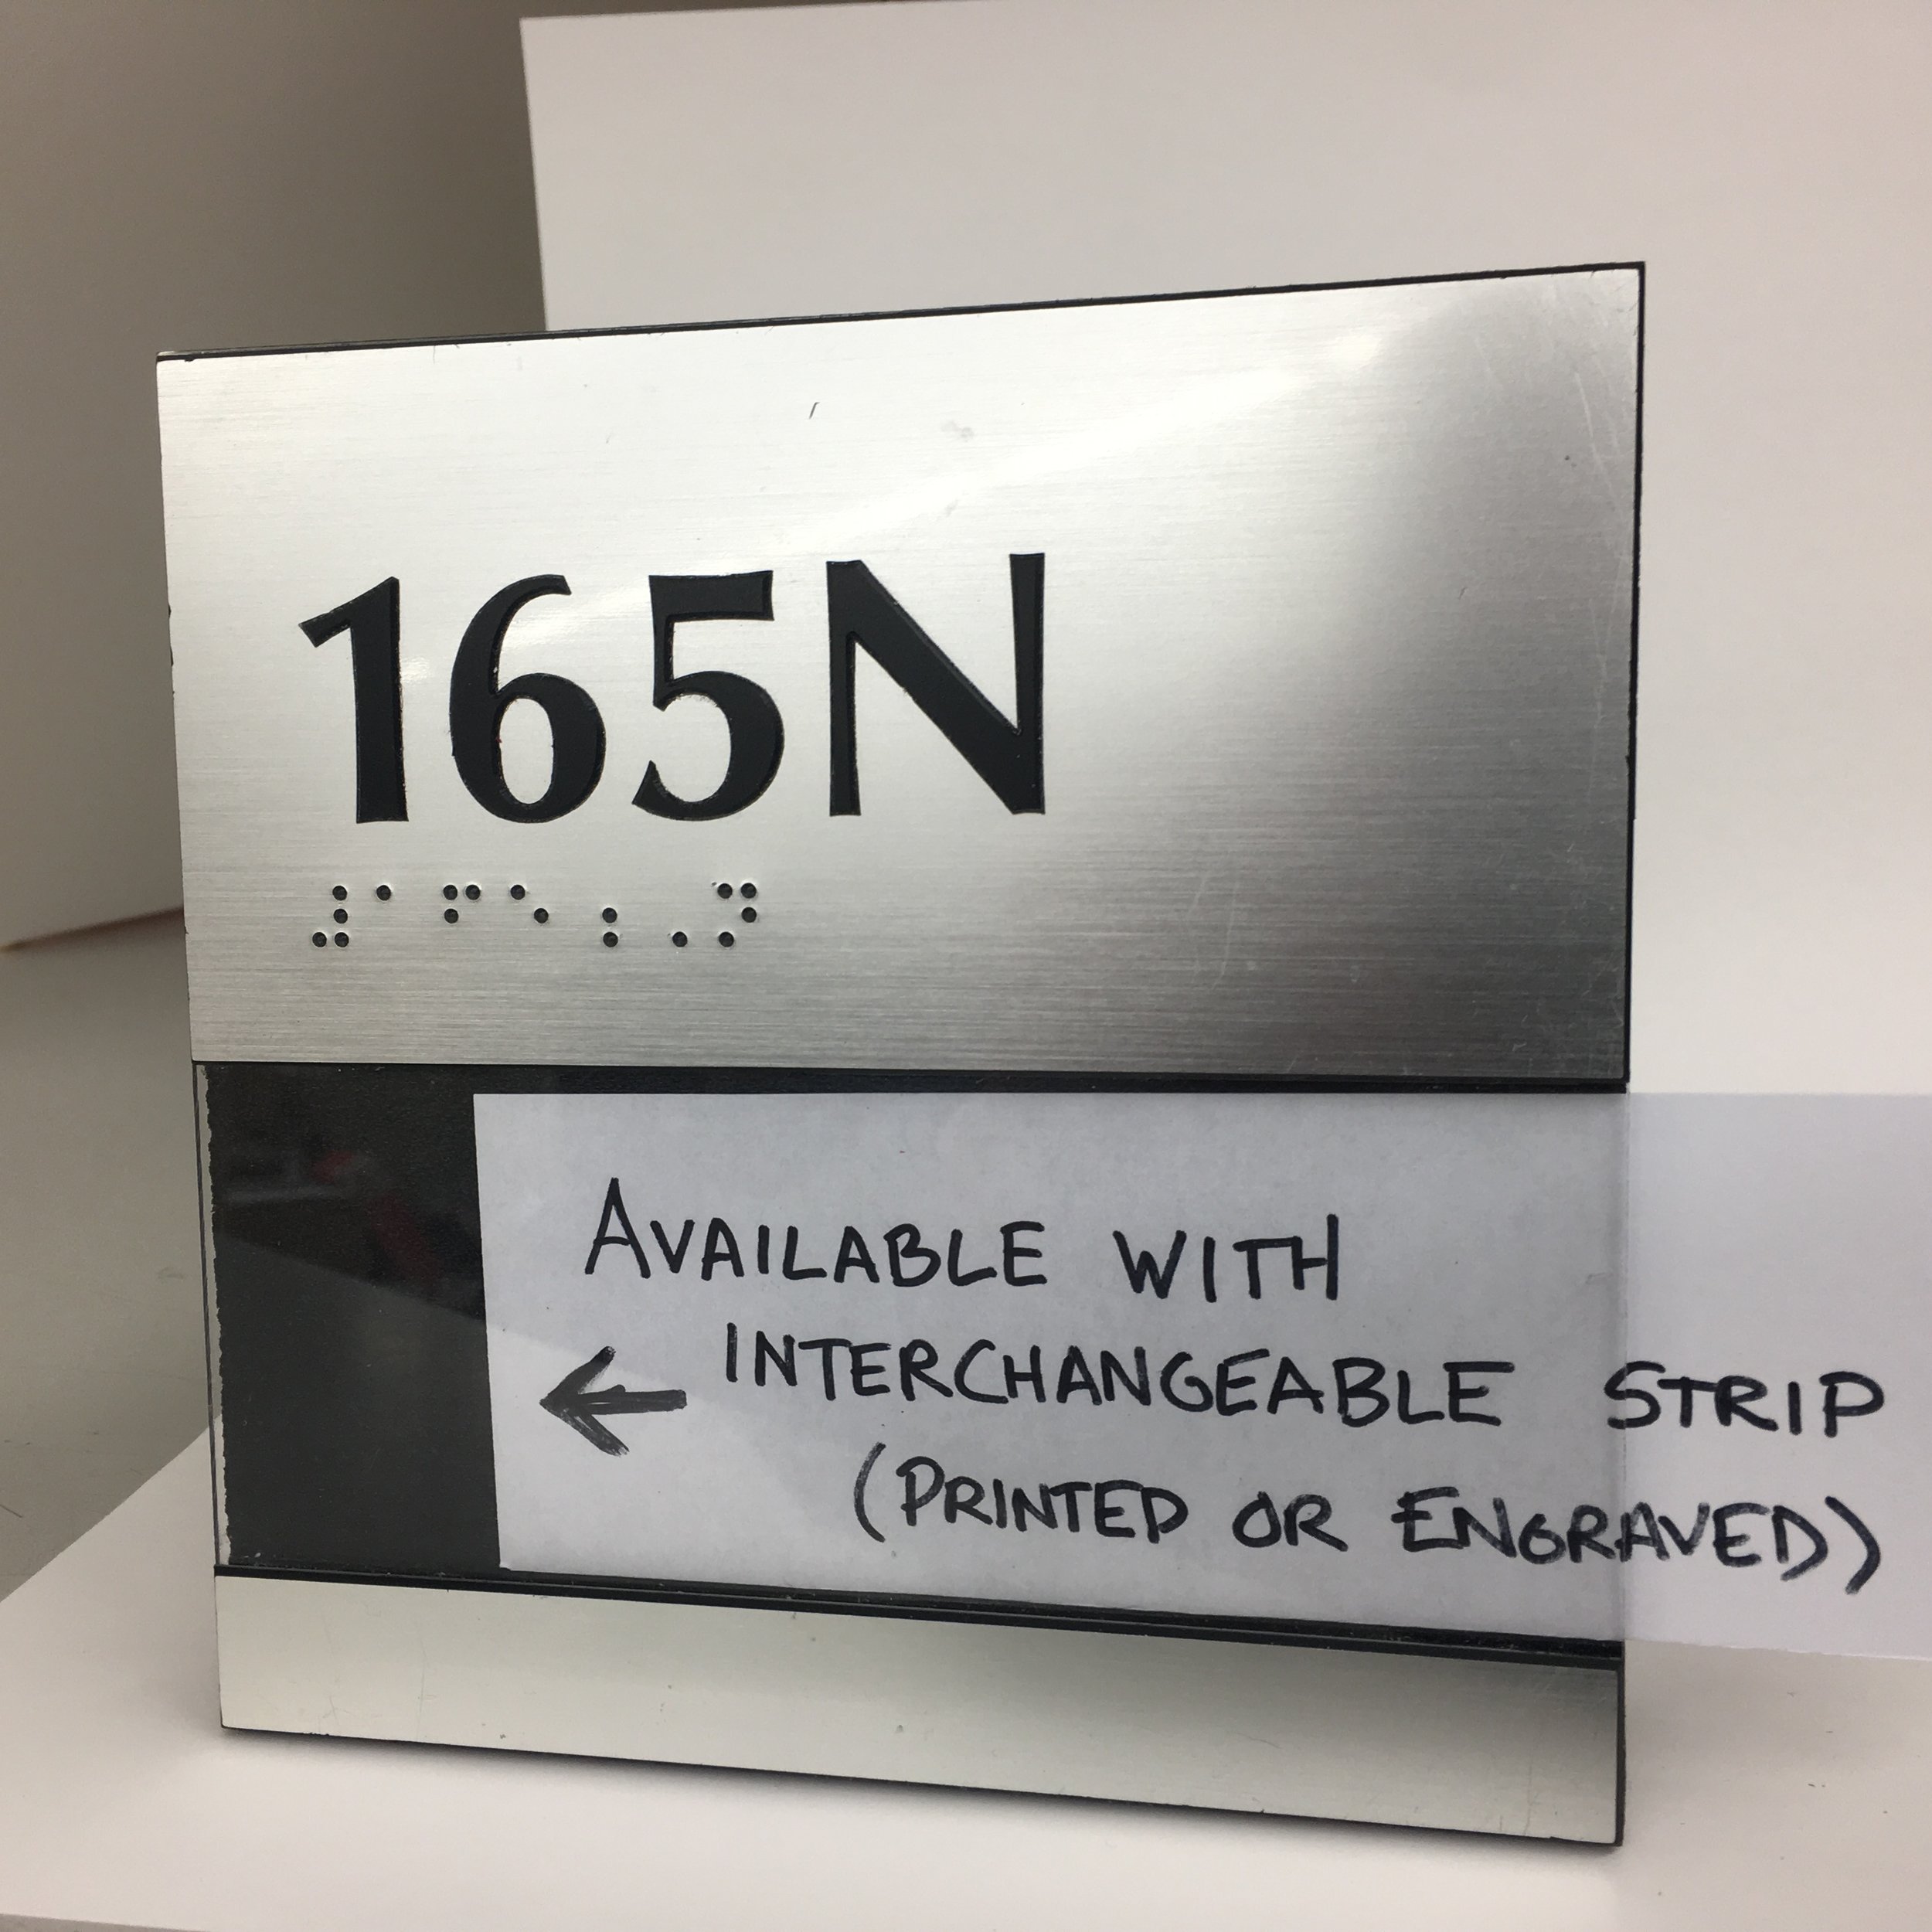 165N
⠼⠁⠋⠑⠰⠠⠝
AVAILABLE WITH
← INTERCHANGEABLE STRIP
(PRINTED OR ENGRAVED)